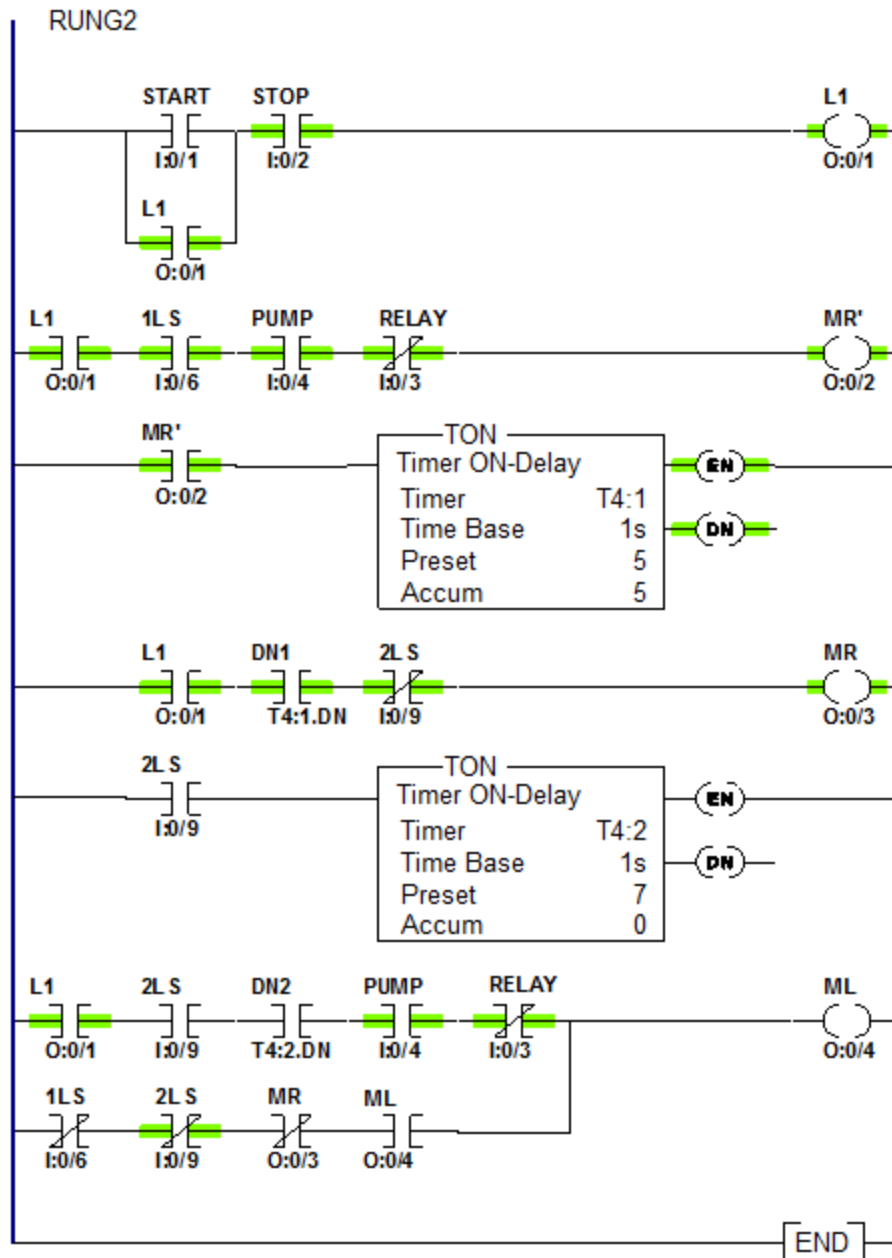 RUNG2
START STOP L1
I:0/1 I:0/2 O:0/1
L1
O:0/1
L1 1LS PUMP RELAY MR'
O:0/1 I:0/6 I:0/4 I:0/3 O:0/2
MR' TON
Timer ON-Delay EN
O:0/2
Timer T4:1
Time Base 1s DN
Preset 5
Accum 5
L1 DN1 2LS MR
O:0/1 T4:1.DN I:0/9 O:0/3
2LS TON
Timer ON-Delay EN
I:0/9
Timer T4:2
Time Base 1s DN
Preset 7
Accum 0
L1 2LS DN2 PUMP RELAY ML
O:0/1 I:0/9 T4:2.DN I:0/4 I:0/3 O:0/4
1LS 2LS MR ML
I:0/6 I:0/9 O:0/3 O:0/4
END